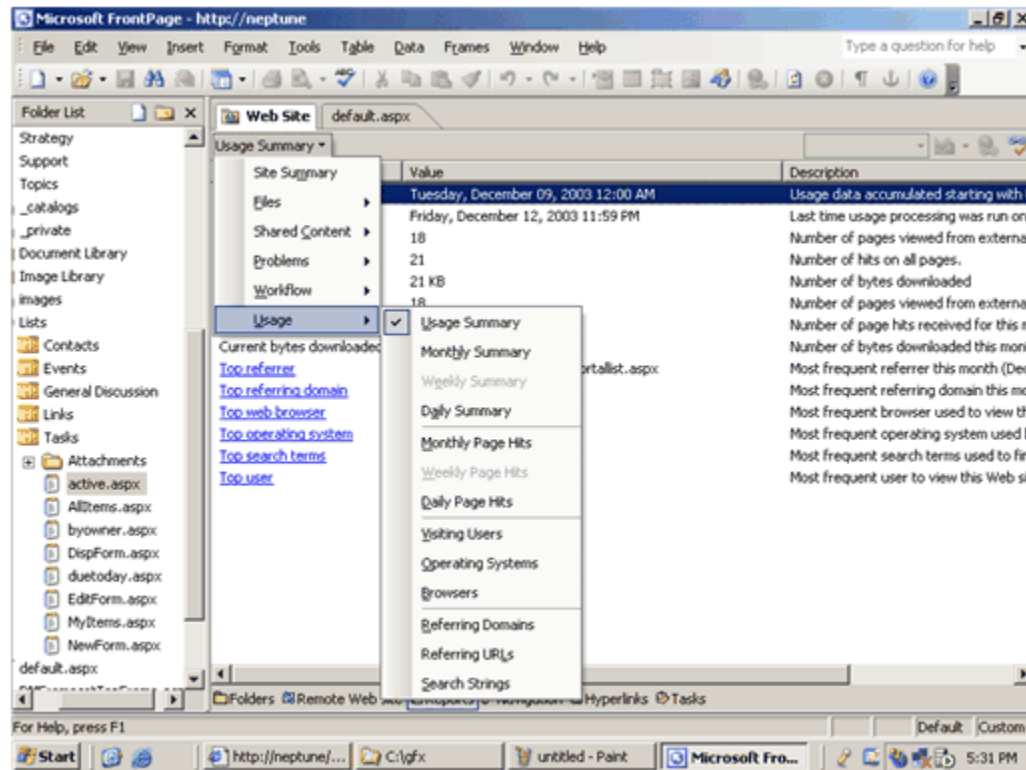 Microsoft FrontPage - http://neptune
File Edit View Insert Format Tools Table Data Frames Window Help
Type a question for help
Folder List
Web Site default.aspx
Usage Summary
Strategy
Support
Topics
_catalogs
_private
Document Library
Image Library
images
Lists
Contacts
Events
General Discussion
Links
Tasks
Attachments
active.aspx
AllItems.aspx
byowner.aspx
DispForm.aspx
duetoday.aspx
EditForm.aspx
MyItems.aspx
NewForm.aspx
default.aspx
Site Summary
Files
Shared Content
Problems
Workflow
Usage
Current bytes downloaded
Top referrer
Top referring domain
Top web browser
Top operating system
Top search terms
Top user
Value
Tuesday, December 09, 2003 12:00 AM
Friday, December 12, 2003 11:59 PM
18
21
21 KB
18
ortallist.aspx
Usage Summary
Monthly Summary
Weekly Summary
Daily Summary
Monthly Page Hits
Weekly Page Hits
Daily Page Hits
Visiting Users
Operating Systems
Browsers
Referring Domains
Referring URLs
Search Strings
Description
Usage data accumulated starting with
Last time usage processing was run on
Number of pages viewed from externa
Number of hits on all pages.
Number of bytes downloaded
Number of pages viewed from externa
Number of page hits received for this
Number of bytes downloaded this mon
Most frequent referrer this month (Dec
Most frequent referring domain this mo
Most frequent browser used to view th
Most frequent operating system used
Most frequent search terms used to fin
Most frequent user to view this Web si
Folders Remote Web Reports Hyperlinks Tasks
For Help, press F1
Default Custom
Start http://neptune/... C:\gfx untitled - Paint Microsoft Fro... 5:31 PM